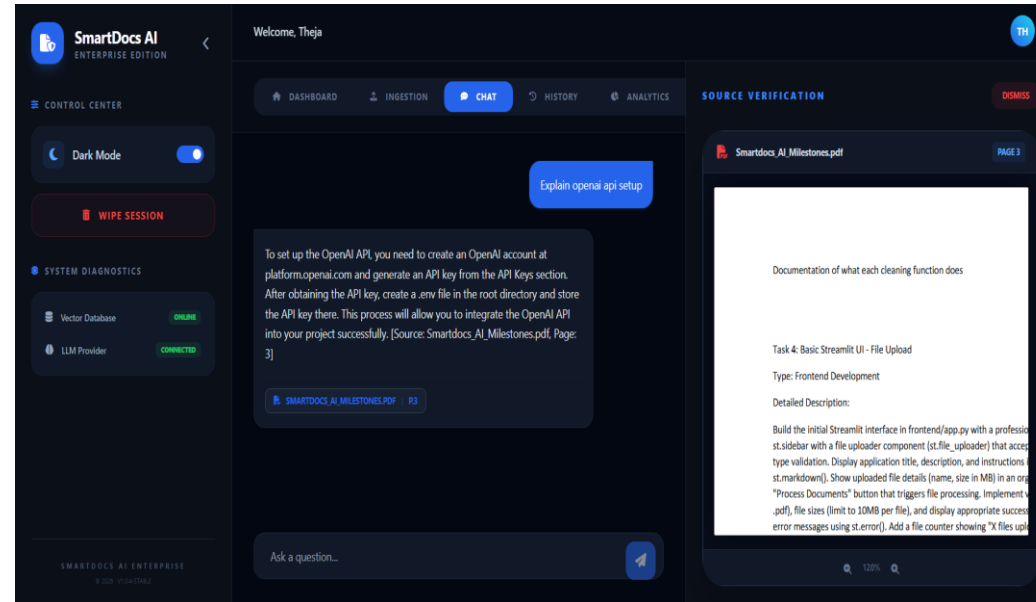 SmartDocs AI
ENTERPRISE EDITION
CONTROL CENTER
Dark Mode
WIPE SESSION
SYSTEM DIAGNOSTICS
Vector Database
ONLINE
LLM Provider
CONNECTED
SMARTDOCS AI ENTERPRISE
Welcome, Theja
TH
DASHBOARD
INGESTION
CHAT
HISTORY
ANALYTICS
Explain openai api setup
To set up the OpenAI API, you need to create an OpenAI account at
platform.openai.com and generate an API key from the API Keys section.
After obtaining the API key, create a .env file in the root directory and store
the API key there. This process will allow you to integrate the OpenAI API
into your project successfully. [Source: Smartdocs_AI_Milestones.pdf, Page:
3]
SMARTDOCS_AI_MILESTONES.PDF P.3
Ask a question...
SOURCE VERIFICATION
DISMISS
Smartdocs_AI_Milestones.pdf
PAGE 3
Documentation of what each cleaning function does
Task 4: Basic Streamlit UI - File Upload
Type: Frontend Development
Detailed Description:
Build the initial Streamlit interface in frontend/app.py with a professio
st.sidebar with a file uploader component (st.file_uploader) that accep
type validation. Display application title, description, and instructions i
st.markdown(). Show uploaded file details (name, size in MB) in an org
"Process Documents" button that triggers file processing. Implement v
.pdf), file sizes (limit to 10MB per file), and display appropriate success
error messages using st.error(). Add a file counter showing "X files uplo
120%